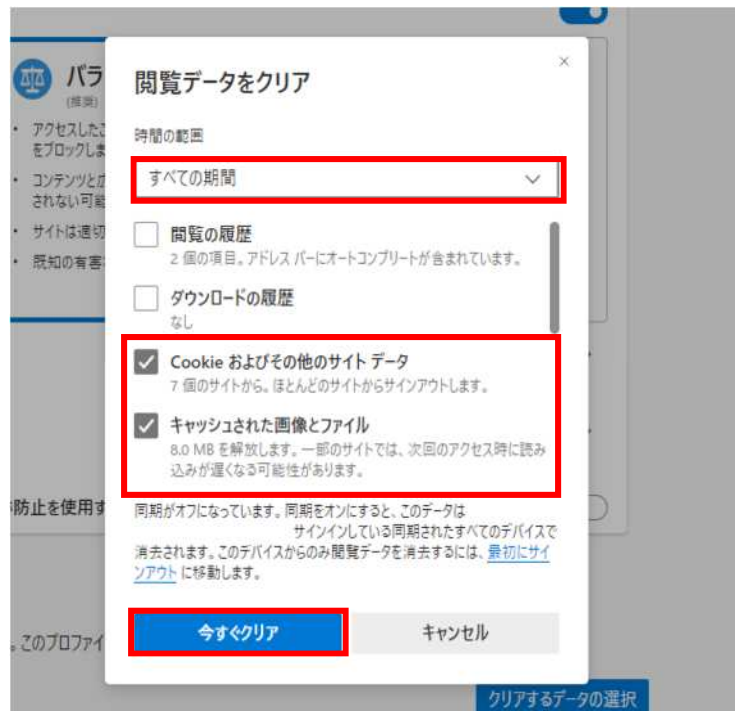 バラ
(推奨)
アクセスしたこ
をブロックしま
コンテンツと広
されない可能
サイトは適切
既知の有害
閲覧データをクリア
時間の範囲
すべての期間
閲覧の履歴
2 個の項目。アドレス バーにオートコンプリートが含まれています。
ダウンロードの履歴
なし
Cookie およびその他のサイト データ
7 個のサイトから。ほとんどのサイトからサインアウトします。
キャッシュされた画像とファイル
8.0 MB を解放します。一部のサイトでは、次回のアクセス時に読み
込みが遅くなる可能性があります。
同期がオフになっています。同期をオンにすると、このデータは
サインインしている同期されたすべてのデバイスで
消去されます。このデバイスからのみ閲覧データを消去するには、最初にサイ
ンアウト に移動します。
防止を使用す
今すぐクリア
キャンセル
。このプロファイ
クリアするデータの選択